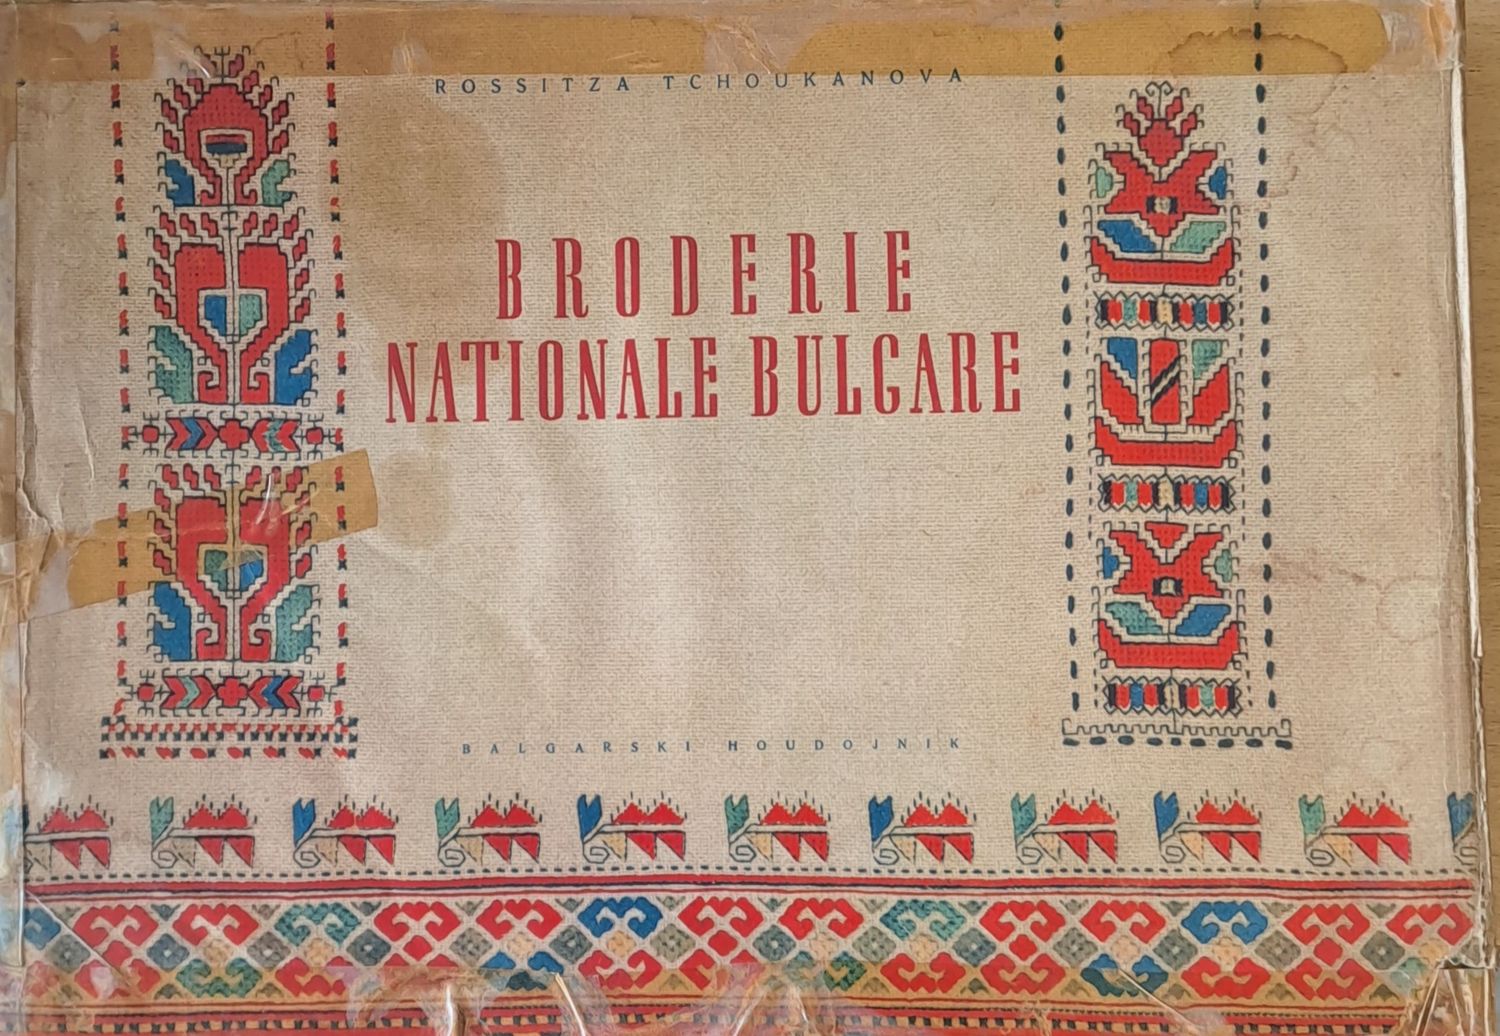 ROSSITZA TCHOUKANOVA
BRODERIE
NATIONALE BULGARE
BALGARSKI HOUDOJNIK